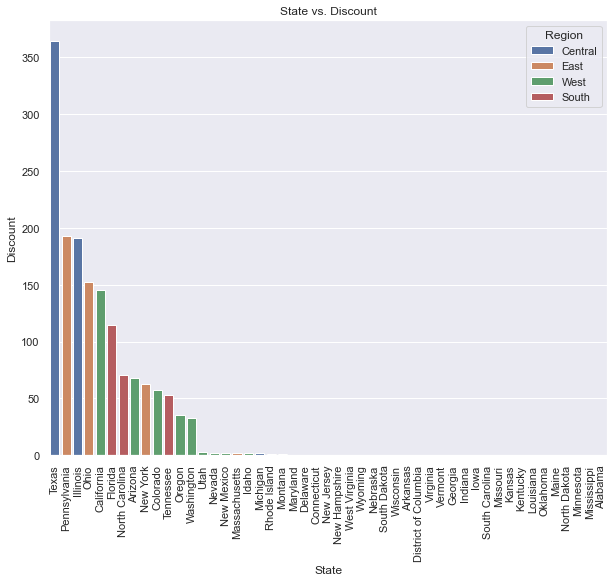 State vs. Discount
Region
Central
East
West
South
350
300
250
200
150
100
50
0
Discount
Texas
Pennsylvania
Illinois
Ohio
California
Florida
North Carolina
Arizona
New York
Colorado
Tennessee
Oregon
Washington
Utah
Nevada
New Mexico
Massachusetts
Idaho
Michigan
Rhode Island
Montana
Maryland
Delaware
Connecticut
New Jersey
New Hampshire
West Virginia
Wyoming
Nebraska
South Dakota
Wisconsin
Arkansas
District of Columbia
Virginia
Vermont
Georgia
Indiana
Iowa
South Carolina
Missouri
Kansas
Kentucky
Louisiana
Oklahoma
Maine
North Dakota
Minnesota
Mississippi
Alabama
State